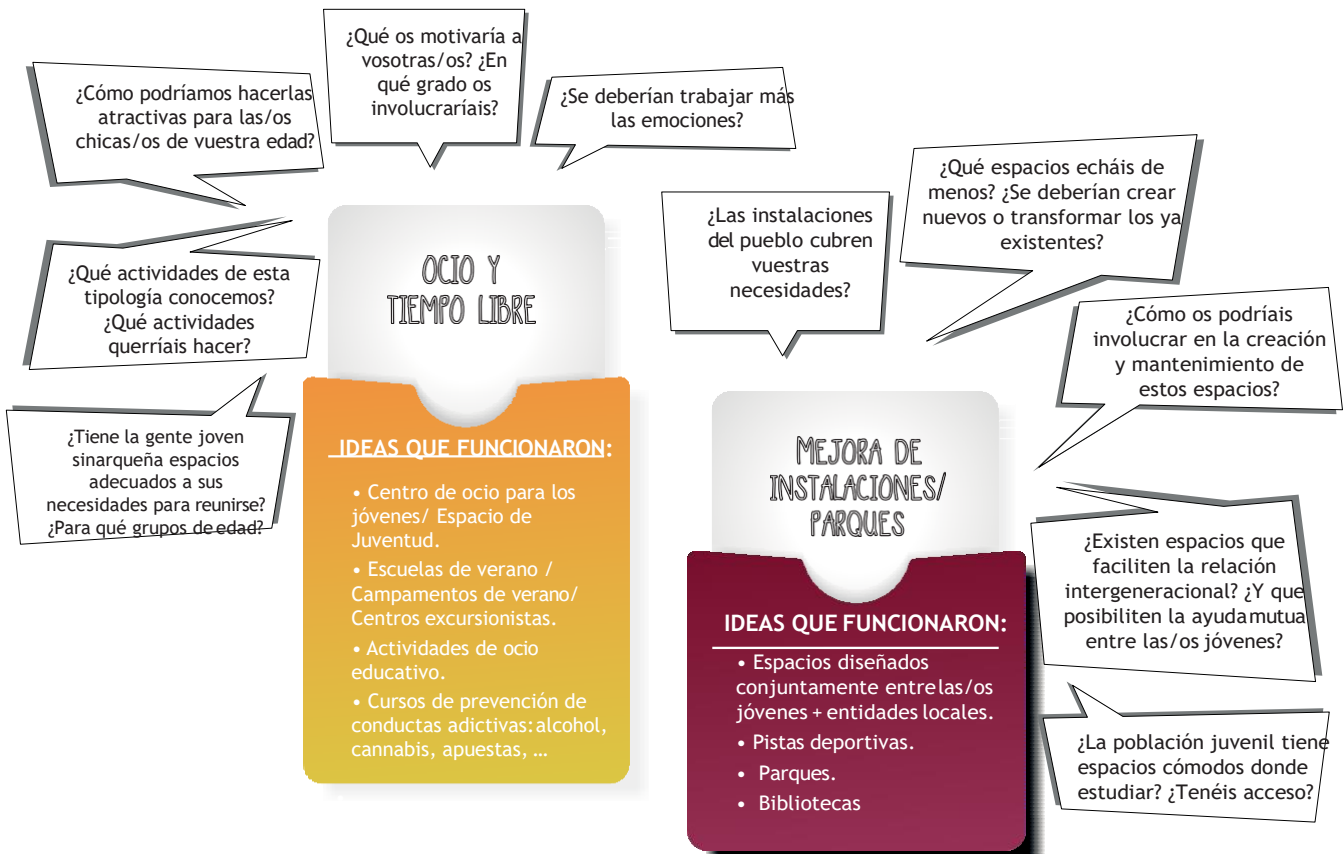 ¿Qué os motivaría a
vosotras/os? ¿En
qué grado os
involucraríais?
¿Cómo podríamos hacerlas
atractivas para las/os
chicas/os de vuestra edad?
¿Se deberían trabajar más
las emociones?
¿Qué actividades de esta
tipología conocemos?
¿Qué actividades
querríais hacer?
¿Tiene la gente joven
sinarqueña espacios
adecuados a sus
necesidades para reunirse?
¿Para qué grupos de edad?
OCIO Y
TIEMPO LIBRE
IDEAS QUE FUNCIONARON:
• Centro de ocio para los
jóvenes/ Espacio de
Juventud.
• Escuelas de verano /
Campamentos de verano/
Centros excursionistas.
• Actividades de ocio
educativo.
• Cursos de prevención de
conductas adictivas: alcohol,
cannabis, apuestas, …
¿Las instalaciones
del pueblo cubren
vuestras
necesidades?
¿Qué espacios echáis de
menos? ¿Se deberían crear
nuevos o transformar los ya
existentes?
¿Cómo os podríais
involucrar en la creación
y mantenimiento de
estos espacios?
¿Existen espacios que
faciliten la relación
intergeneracional? ¿Y que
posibiliten la ayuda mutua
entre las/os jóvenes?
¿La población juvenil tiene
espacios cómodos donde
estudiar? ¿Tenéis acceso?
MEJORA DE
INSTALACIONES/
PARQUES
IDEAS QUE FUNCIONARON:
• Espacios diseñados
conjuntamente entre las/os
jóvenes + entidades locales.
• Pistas deportivas.
• Parques.
• Bibliotecas